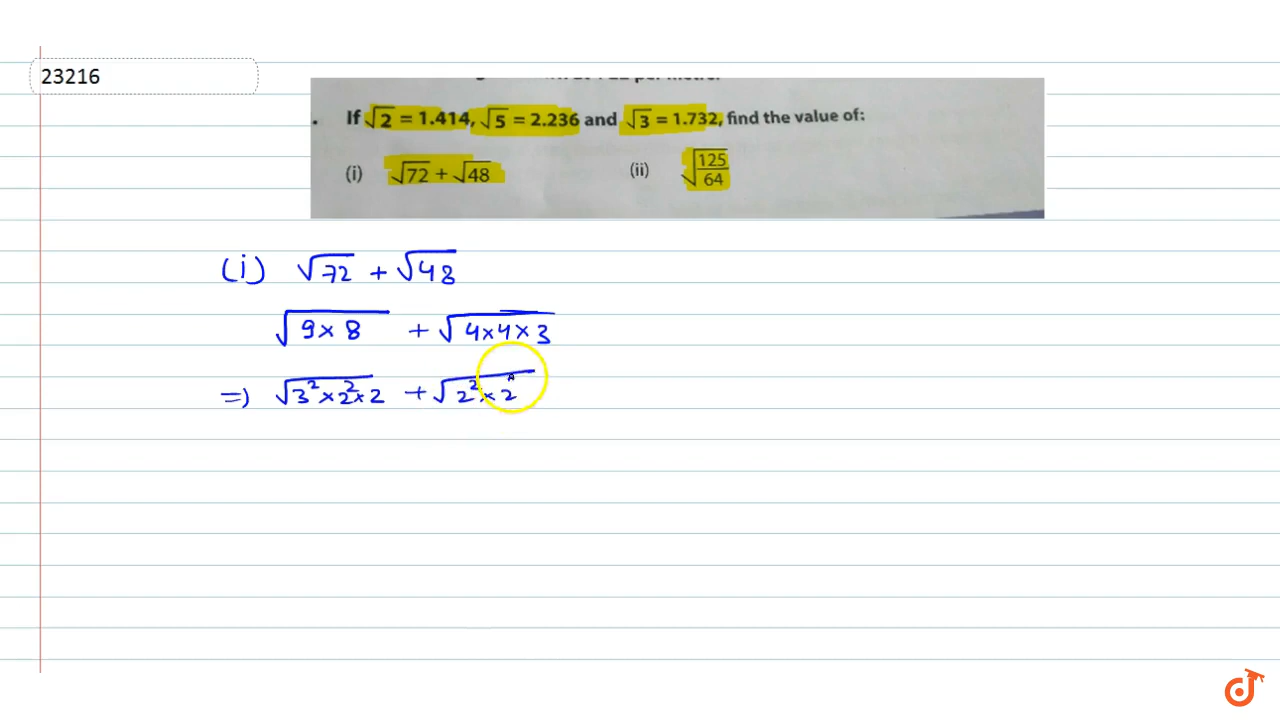 23216
If √2 = 1.414, √5 = 2.236 and √3 = 1.732, find the value of:
(i) √72 + √48 (ii) √125/64
(i) √72 + √48
√9×8 + √4×4×3
=) √3²×2²×2 + √2²×2